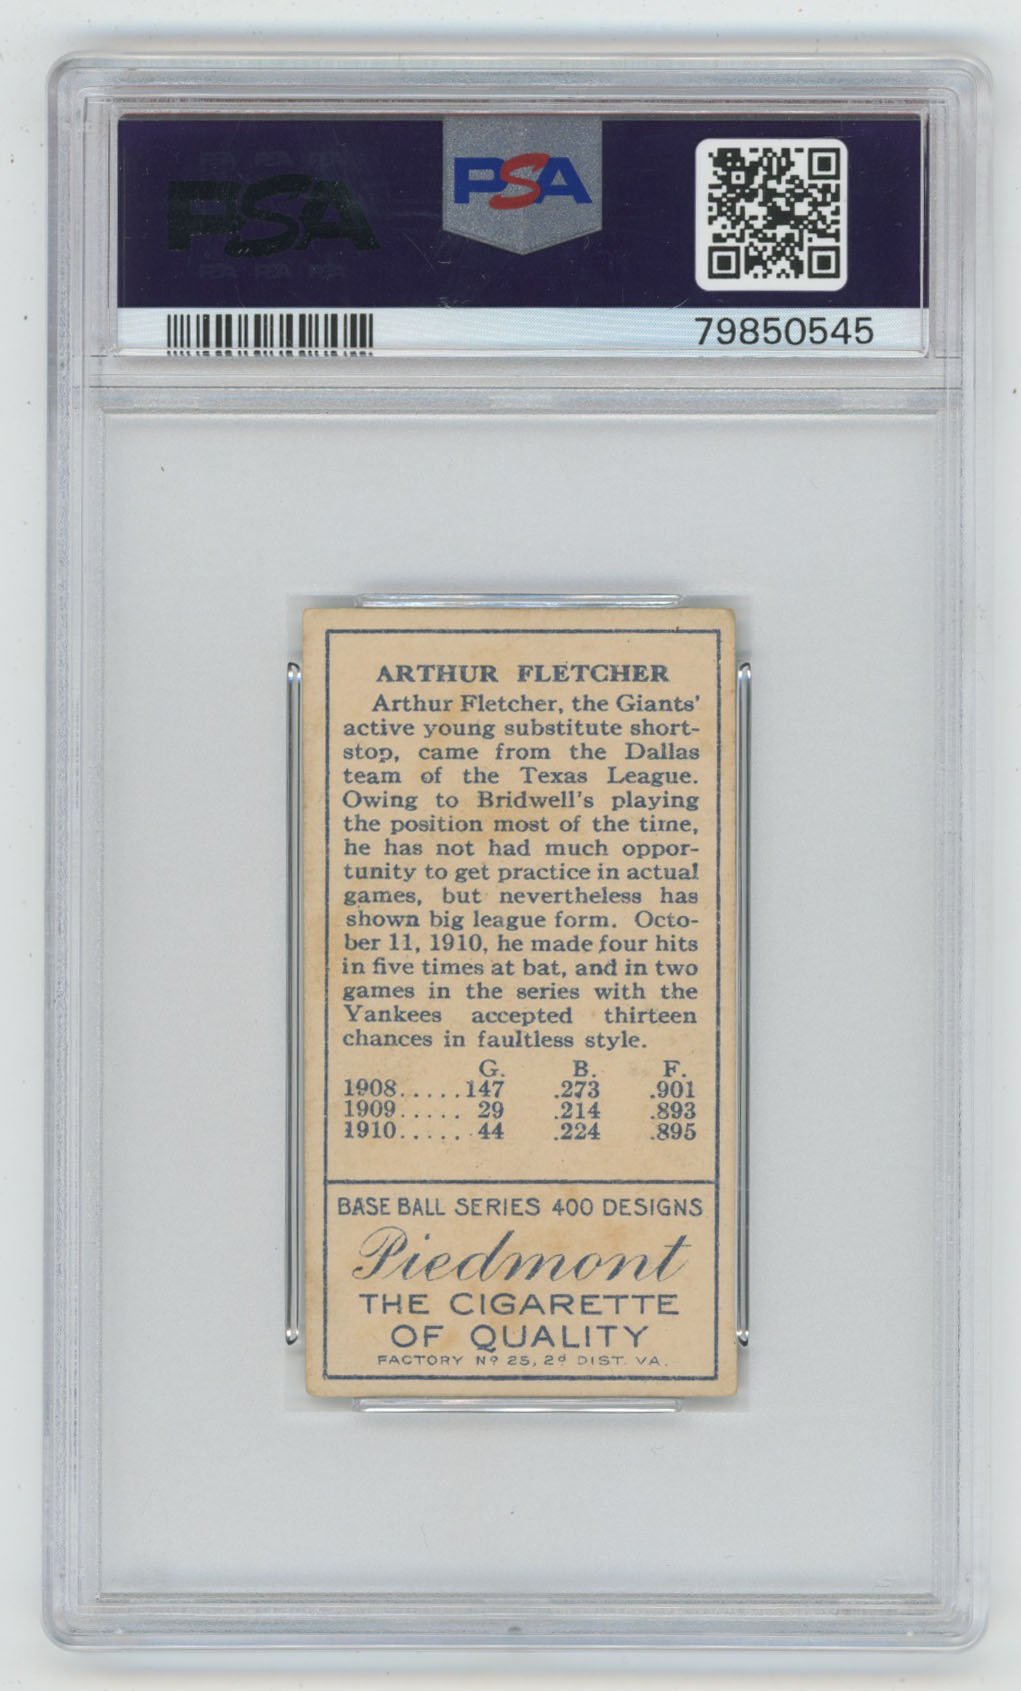 PSA
PSA
79850545
ARTHUR FLETCHER
Arthur Fletcher, the Giants'
active young substitute short-
stop, came from the Dallas
team of the Texas League.
Owing to Bridwell's playing
the position most of the time,
he has not had much oppor-
tunity to get practice in actual
games, but nevertheless has
shown big league form. Octo-
ber 11, 1910, he made four hits
in five times at bat, and in two
games in the series with the
Yankees accepted thirteen
chances in faultless style.
G. B. F.
1908.....147 .273 .901
1909..... 29 .214 .893
1910...... 44 .224 .895
BASE BALL SERIES 400 DESIGNS
Piedmont
THE CIGARETTE
OF QUALITY
FACTORY Nº 25, 2d DIST. VA.